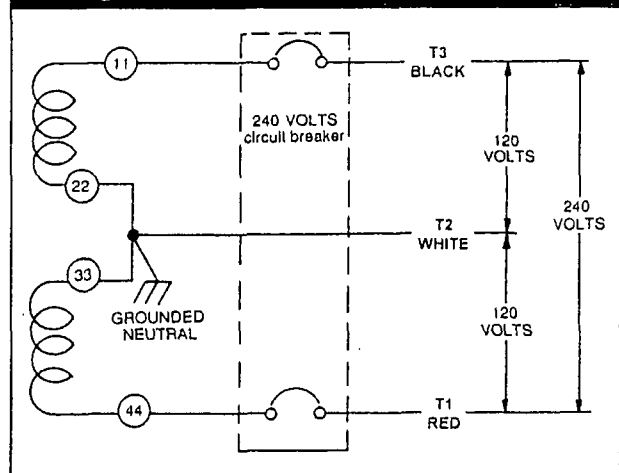 11
T3
BLACK
240 VOLTS
circuit breaker
120
VOLTS
22
T2
WHITE
240
VOLTS
33
GROUNDED
NEUTRAL
120
VOLTS
44
T1
RED